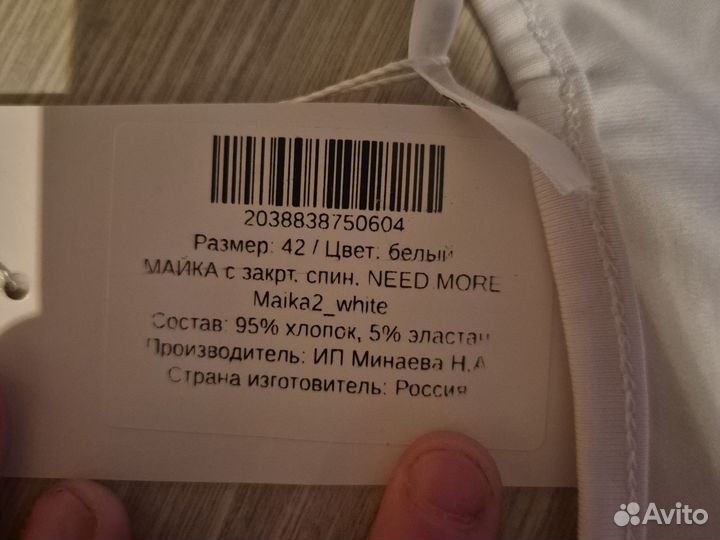 2038838750604
Размер: 42 / Цвет: белый
МАЙКА с закрт. спин. NEED MORE
Maika2_white
Состав: 95% хлопок, 5% эластан
Производитель: ИП Минаева Н.А
Страна изготовитель: Россия
Avito